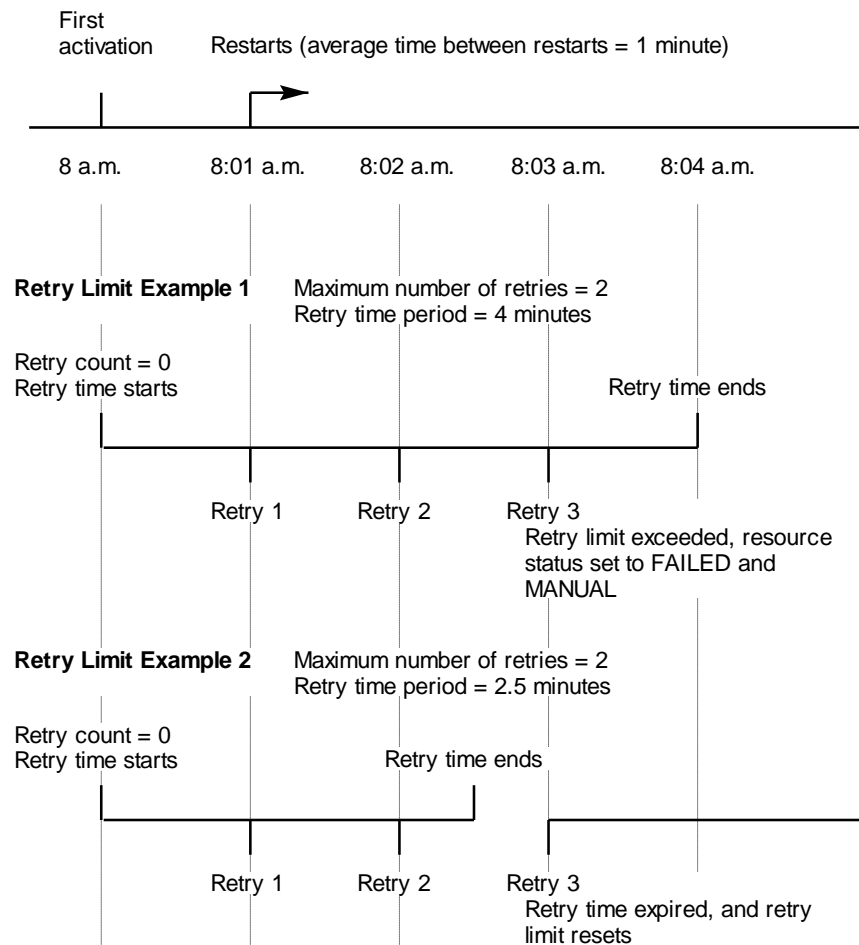 First
activation
Restarts (average time between restarts = 1 minute)
8 a.m.
8:01 a.m.
8:02 a.m.
8:03 a.m.
8:04 a.m.
Retry Limit Example 1
Maximum number of retries = 2
Retry time period = 4 minutes
Retry count = 0
Retry time starts
Retry time ends
Retry 1
Retry 2
Retry 3
Retry limit exceeded, resource
status set to FAILED and
MANUAL
Retry Limit Example 2
Maximum number of retries = 2
Retry time period = 2.5 minutes
Retry count = 0
Retry time starts
Retry time ends
Retry 1
Retry 2
Retry 3
Retry time expired, and retry
limit resets